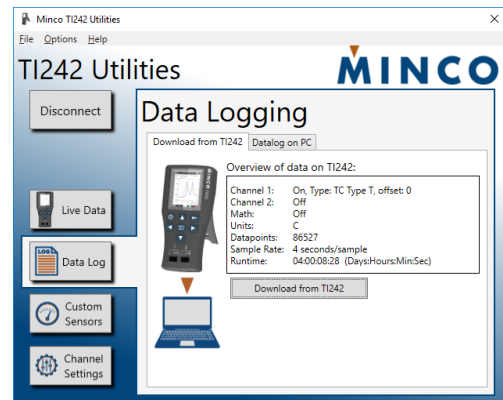 Minco TI242 Utilities
File Options Help
TI242 Utilities
MINCO
Disconnect
Data Logging
Download from TI242 Datalog on PC
Overview of data on TI242:
Channel 1: On, Type: TC Type T, offset: 0
Channel 2: Off
Math: Off
Units: C
Datapoints: 86527
Sample Rate: 4 seconds/sample
Runtime: 04:00:08:28 (Days:Hours:Min:Sec)
Download from TI242
Live Data
LOG
Data Log
Custom
Sensors
Channel
Settings
MINCO